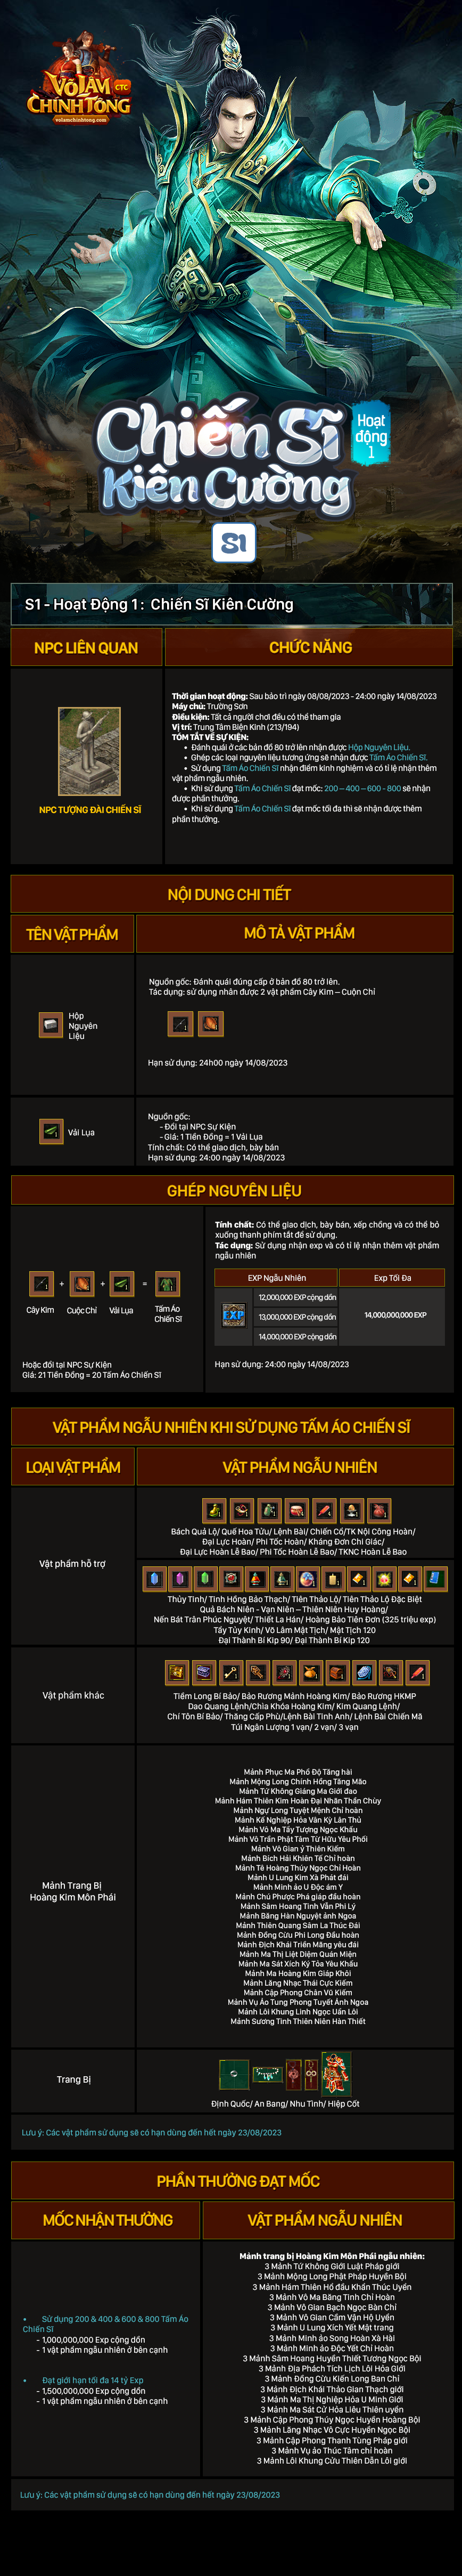 VÕ LÂM
CTC
CHÍNH TÔNG
volamchinhtong.com
Chiến Sĩ
Kiên Cường
Hoạt
động
1
S1
S1 - Hoạt Động 1 : Chiến Sĩ Kiên Cường
NPC LIÊN QUAN
CHỨC NĂNG
NPC TƯỢNG ĐÀI CHIẾN SĨ
Thời gian hoạt động: Sau bảo trì ngày 08/08/2023 - 24:00 ngày 14/08/2023
Máy chủ: Trường Sơn
Điều kiện: Tất cả người chơi đều có thể tham gia
Vị trí: Trung Tâm Biện Kinh (213/194)
TÓM TẮT VỀ SỰ KIỆN:
• Đánh quái ở các bản đồ 80 trở lên nhận được Hộp Nguyên Liệu.
• Ghép các loại nguyên liệu tương ứng sẽ nhận được Tấm Áo Chiến Sĩ.
• Sử dụng Tấm Áo Chiến Sĩ nhận điểm kinh nghiệm và có tỉ lệ nhận thêm
vật phẩm ngẫu nhiên.
• Khi sử dụng Tấm Áo Chiến Sĩ đạt mốc: 200 – 400 – 600 - 800 sẽ nhận
được phần thưởng.
• Khi sử dụng Tấm Áo Chiến Sĩ đạt mốc tối đa thì sẽ nhận được thêm
phần thưởng.
NỘI DUNG CHI TIẾT
TÊN VẬT PHẨM
MÔ TẢ VẬT PHẨM
Hộp
Nguyên
Liệu
Nguồn gốc: Đánh quái đúng cấp ở bản đồ 80 trở lên.
Tác dụng: sử dụng nhân được 2 vật phẩm Cây Kim – Cuộn Chỉ
Hạn sử dụng: 24h00 ngày 14/08/2023
Vải Lụa
Nguồn gốc:
- Đổi tại NPC Sự Kiện
- Giá: 1 Tiền Đồng = 1 Vải Lụa
Tính chất: Có thể giao dịch, bày bán
Hạn sử dụng: 24:00 ngày 14/08/2023
GHÉP NGUYÊN LIỆU
+ + =
Cây Kim Cuộc Chỉ Vải Lụa Tấm Áo
Chiến Sĩ
Hoặc đổi tại NPC Sự Kiện
Giá: 21 Tiền Đồng = 20 Tấm Áo Chiến Sĩ
Tính chất: Có thể giao dịch, bày bán, xếp chồng và có thể bỏ
xuống thanh phím tắt để sử dụng.
Tác dụng: Sử dụng nhận exp và có tỉ lệ nhận thêm vật phẩm
ngẫu nhiên
EXP Ngẫu Nhiên
Exp Tối Đa
EXP
12,000,000 EXP cộng dồn
13,000,000 EXP cộng dồn
14,000,000 EXP cộng dồn
14,000,000,000 EXP
Hạn sử dụng: 24:00 ngày 14/08/2023
VẬT PHẨM NGẪU NHIÊN KHI SỬ DỤNG TẤM ÁO CHIẾN SĨ
LOẠI VẬT PHẨM
VẬT PHẨM NGẪU NHIÊN
Vật phẩm hỗ trợ
Bách Quả Lộ/ Quế Hoa Tửu/ Lệnh Bài/ Chiến Cổ/TK Nội Công Hoàn/
Đại Lực Hoàn/ Phi Tốc Hoàn/ Kháng Đơn Chi Giác/
Đại Lực Hoàn Lễ Bao/ Phi Tốc Hoàn Lễ Bao/ TKNC Hoàn Lễ Bao
Thủy Tinh/ Tinh Hồng Bảo Thạch/ Tiên Thảo Lộ/ Tiên Thảo Lộ Đặc Biệt
Quả Bách Niên - Vạn Niên – Thiên Niên Huy Hoàng/
Nến Bát Trân Phúc Nguyệt/ Thiết La Hán/ Hoàng Bảo Tiên Đơn (325 triệu exp)
Tẩy Tủy Kinh/ Võ Lâm Mật Tịch/ Mật Tịch 120
Đại Thành Bí Kíp 90/ Đại Thành Bí Kíp 120
Vật phẩm khác
Tiềm Long Bí Bảo/ Bảo Rương Mảnh Hoàng Kim/ Bảo Rương HKMP
Dao Quang Lệnh/Chìa Khóa Hoàng Kim/ Kim Quang Lệnh/
Chí Tôn Bí Bảo/ Thăng Cấp Phù/Lệnh Bài Tinh Anh/ Lệnh Bài Chiến Mã
Túi Ngân Lượng 1 vạn/ 2 vạn/ 3 vạn
Mảnh Trang Bị
Hoàng Kim Môn Phái
Mảnh Phục Ma Phổ Độ Tăng hài
Mảnh Mộng Long Chính Hồng Tăng Mão
Mảnh Tứ Không Giáng Ma Giới đao
Mảnh Hám Thiên Kim Hoàn Đại Nhãn Thần Chùy
Mảnh Ngự Long Tuyệt Mệnh Chỉ hoàn
Mảnh Kế Nghiệp Hỏa Vân Kỳ Lân Thủ
Mảnh Vô Ma Tẩy Tượng Ngọc Khấu
Mảnh Vô Trần Phật Tâm Từ Hữu Yêu Phối
Mảnh Vô Gian ỷ Thiên Kiếm
Mảnh Bích Hải Khiên Tế Chỉ hoàn
Mảnh Tê Hoàng Thúy Ngọc Chỉ Hoàn
Mảnh U Lung Kim Xà Phát đái
Mảnh Minh ảo U Độc ám Y
Mảnh Chú Phược Phá giáp đầu hoàn
Mảnh Sâm Hoang Tinh Vẫn Phi Lý
Mảnh Băng Hàn Nguyệt ảnh Ngoa
Mảnh Thiên Quang Sâm La Thúc Đái
Mảnh Đồng Cừu Phi Long Đầu hoàn
Mảnh Địch Khái Triền Mãng yêu đái
Mảnh Ma Thị Liệt Diệm Quán Miện
Mảnh Ma Sát Xích Ký Tỏa Yêu Khấu
Mảnh Ma Hoàng Kim Giáp Khôi
Mảnh Lăng Nhạc Thái Cực Kiếm
Mảnh Cập Phong Chân Vũ Kiếm
Mảnh Vụ Ảo Tung Phong Tuyết Ảnh Ngoa
Mảnh Lôi Khung Linh Ngọc Uẩn Lôi
Mảnh Sương Tinh Thiên Niên Hàn Thiết
Trang Bị
Định Quốc/ An Bang/ Nhu Tình/ Hiệp Cốt
Lưu ý: Các vật phẩm sử dụng sẽ có hạn dùng đến hết ngày 23/08/2023
PHẦN THƯỞNG ĐẠT MỐC
MỐC NHẬN THƯỞNG
VẬT PHẨM NGẪU NHIÊN
• Sử dụng 200 & 400 & 600 & 800 Tấm Áo
Chiến Sĩ
- 1,000,000,000 Exp cộng dồn
- 1 vật phẩm ngẫu nhiên ở bên cạnh
• Đạt giới hạn tối đa 14 tỷ Exp
- 1,500,000,000 Exp cộng dồn
- 1 vật phẩm ngẫu nhiên ở bên cạnh
Mảnh trang bị Hoàng Kim Môn Phái ngẫu nhiên:
3 Mảnh Tứ Không Giới Luật Pháp giới
3 Mảnh Mộng Long Phật Pháp Huyền Bội
3 Mảnh Hám Thiên Hổ đầu Khẩn Thúc Uyển
3 Mảnh Vô Ma Băng Tinh Chỉ Hoàn
3 Mảnh Vô Gian Bạch Ngọc Bàn Chỉ
3 Mảnh Vô Gian Cầm Vận Hộ Uyển
3 Mảnh U Lung Xích Yết Mật trang
3 Mảnh Minh ảo Song Hoàn Xà Hài
3 Mảnh Minh ảo Độc Yết Chỉ Hoàn
3 Mảnh Sâm Hoang Huyền Thiết Tương Ngọc Bội
3 Mảnh Địa Phách Tích Lịch Lôi Hỏa Giới
3 Mảnh Đồng Cừu Kiến Long Ban Chỉ
3 Mảnh Địch Khái Thảo Gian Thạch giới
3 Mảnh Ma Thị Nghiệp Hỏa U Minh Giới
3 Mảnh Ma Sát Cử Hỏa Liêu Thiên uyển
3 Mảnh Cập Phong Thúy Ngọc Huyền Hoàng Bội
3 Mảnh Lăng Nhạc Vô Cực Huyền Ngọc Bội
3 Mảnh Cập Phong Thanh Tùng Pháp giới
3 Mảnh Vụ ảo Thúc Tâm chỉ hoàn
3 Mảnh Lôi Khung Cửu Thiên Dẫn Lôi giới
Lưu ý: Các vật phẩm sử dụng sẽ có hạn dùng đến hết ngày 23/08/2023